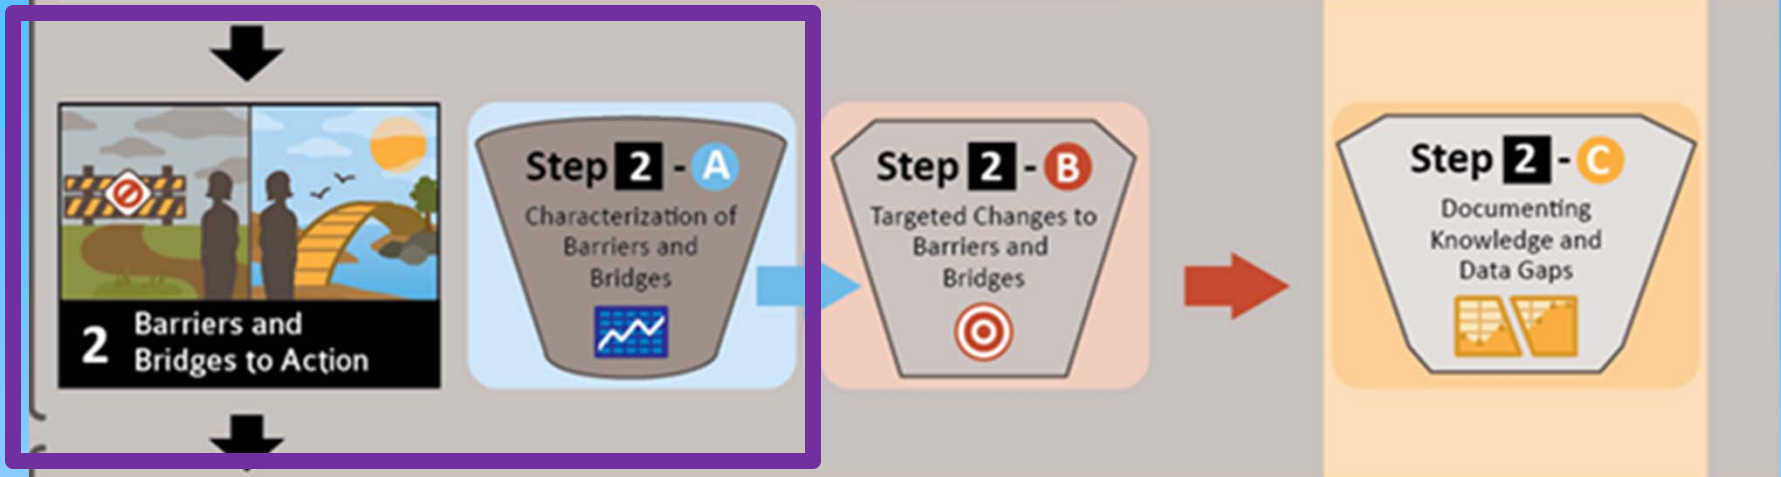 2 Barriers and
Bridges to Action
Step 2 - A
Characterization of
Barriers and
Bridges
Step 2 - B
Targeted Changes to
Barriers and
Bridges
Step 2 - C
Documenting
Knowledge and
Data Gaps